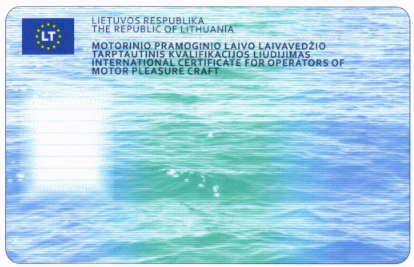 LT
LIETUVOS RESPUBLIKA
THE REPUBLIC OF LITHUANIA
MOTORINIO PRAMOGINIO LAIVO LAIVAVEDŽIO
TARPTAUTINIS KVALIFIKACIJOS LIUDIJIMAS
INTERNATIONAL CERTIFICATE FOR OPERATORS OF
MOTOR PLEASURE CRAFT